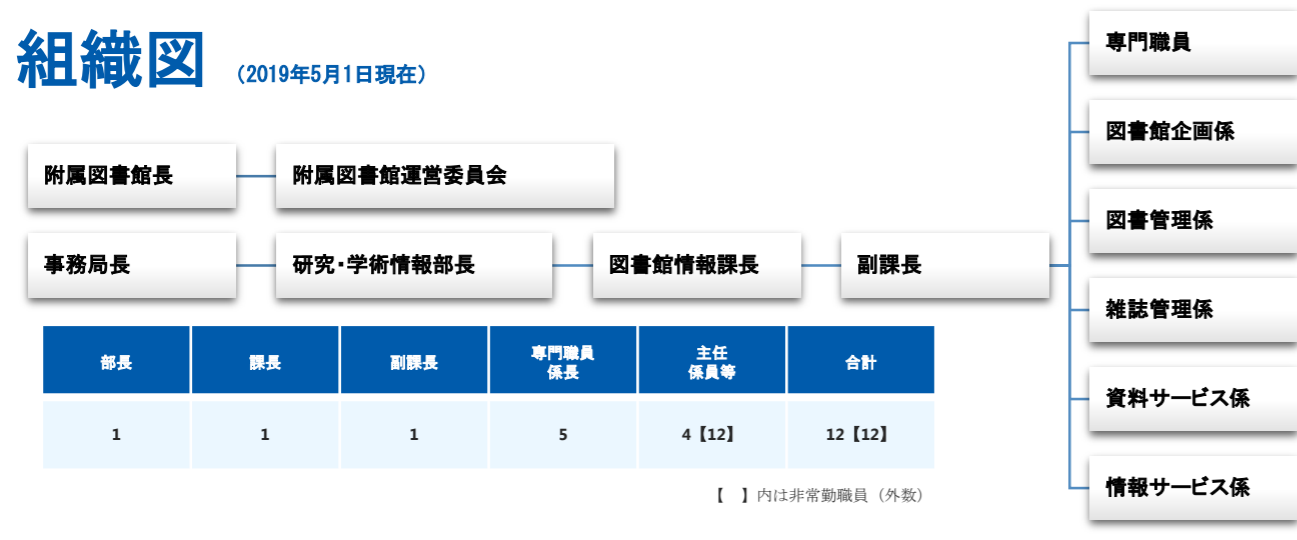 組織図 （2019年5月1日現在）
附属図書館長
附属図書館運営委員会
事務局長
研究・学術情報部長
図書館情報課長
副課長
専門職員
図書館企画係
図書管理係
雑誌管理係
資料サービス係
情報サービス係
部長
課長
副課長
専門職員
係長
主任
係員等
合計
1
1
1
5
4【12】
12【12】
【　】内は非常勤職員（外数）